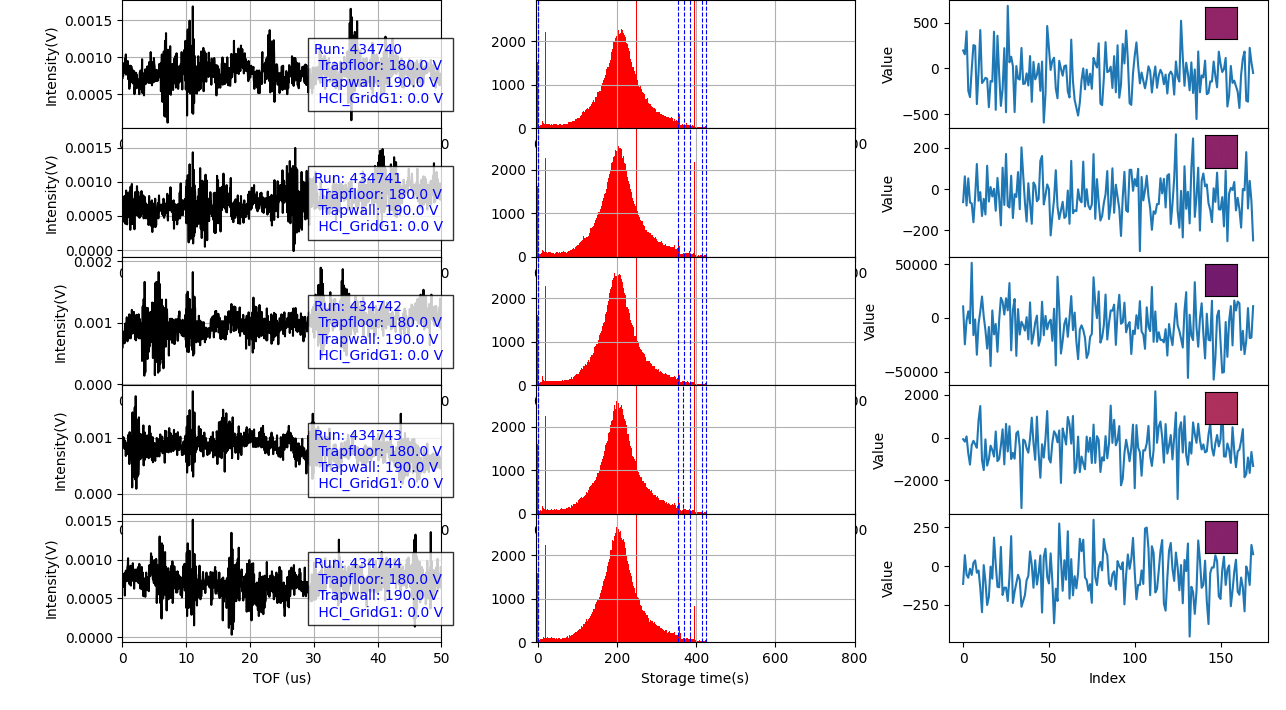 Intensity(V)
0.0015
0.0010
0.0005
Run: 434740
Trapfloor: 180.0 V
Trapwall: 190.0 V
HCI_GridG1: 0.0 V
2000
1000
0
Value
500
0
−500
Intensity(V)
0.0015
0.0010
0.0005
0.0000
Run: 434741
Trapfloor: 180.0 V
Trapwall: 190.0 V
HCI_GridG1: 0.0 V
2000
1000
0
Value
200
0
−200
Intensity(V)
0.002
0.001
0.000
Run: 434742
Trapfloor: 180.0 V
Trapwall: 190.0 V
HCI_GridG1: 0.0 V
2000
1000
0
Value
50000
0
−50000
Intensity(V)
0.001
0.000
Run: 434743
Trapfloor: 180.0 V
Trapwall: 190.0 V
HCI_GridG1: 0.0 V
2000
1000
0
Value
2000
0
−2000
Intensity(V)
0.0015
0.0010
0.0005
0.0000
Run: 434744
Trapfloor: 180.0 V
Trapwall: 190.0 V
HCI_GridG1: 0.0 V
2000
1000
0
Value
250
0
−250
0 10 20 30 40 50
TOF (us)
0 200 400 600 800
Storage time(s)
0 50 100 150
Index